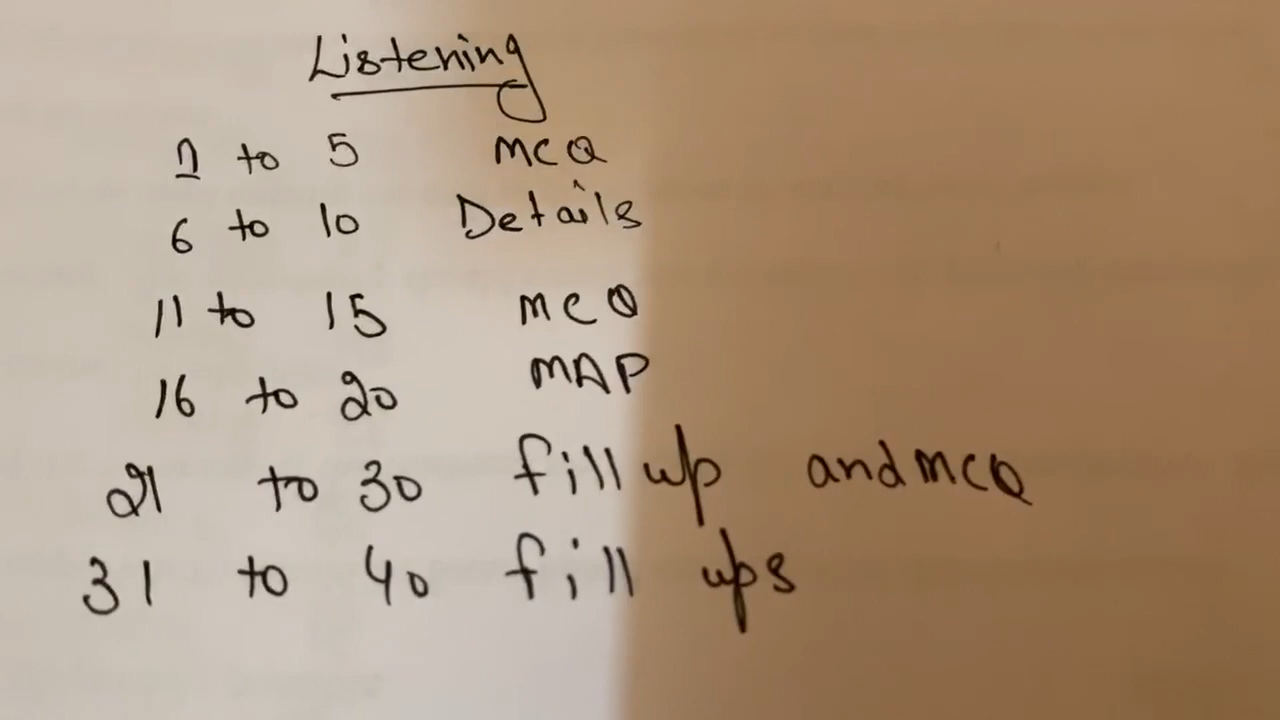 Listening
1 to 5 MCQ
6 to 10 Details
11 to 15 MCQ
16 to 20 MAP
21 to 30 fill up and MCQ
31 to 40 fill ups